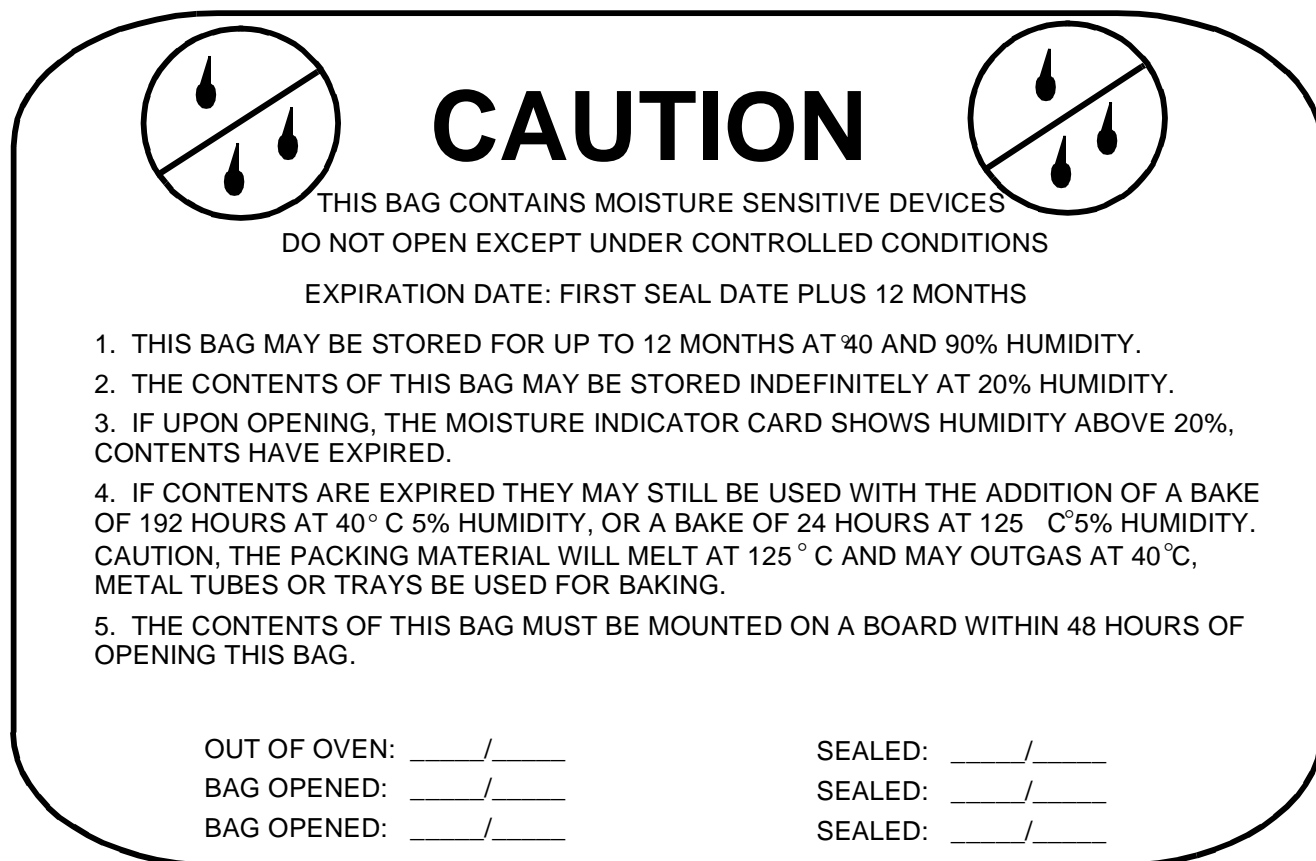 CAUTION
THIS BAG CONTAINS MOISTURE SENSITIVE DEVICES
DO NOT OPEN EXCEPT UNDER CONTROLLED CONDITIONS
EXPIRATION DATE: FIRST SEAL DATE PLUS 12 MONTHS
1. THIS BAG MAY BE STORED FOR UP TO 12 MONTHS AT °40 AND 90% HUMIDITY.
2. THE CONTENTS OF THIS BAG MAY BE STORED INDEFINITELY AT 20% HUMIDITY.
3. IF UPON OPENING, THE MOISTURE INDICATOR CARD SHOWS HUMIDITY ABOVE 20%,
CONTENTS HAVE EXPIRED.
4. IF CONTENTS ARE EXPIRED THEY MAY STILL BE USED WITH THE ADDITION OF A BAKE
OF 192 HOURS AT 40° C 5% HUMIDITY, OR A BAKE OF 24 HOURS AT 125 C°5% HUMIDITY.
CAUTION, THE PACKING MATERIAL WILL MELT AT 125 ° C AND MAY OUTGAS AT 40°C,
METAL TUBES OR TRAYS BE USED FOR BAKING.
5. THE CONTENTS OF THIS BAG MUST BE MOUNTED ON A BOARD WITHIN 48 HOURS OF
OPENING THIS BAG.
OUT OF OVEN: _____/_____ SEALED: _____/_____
BAG OPENED: _____/_____ SEALED: _____/_____
BAG OPENED: _____/_____ SEALED: _____/_____